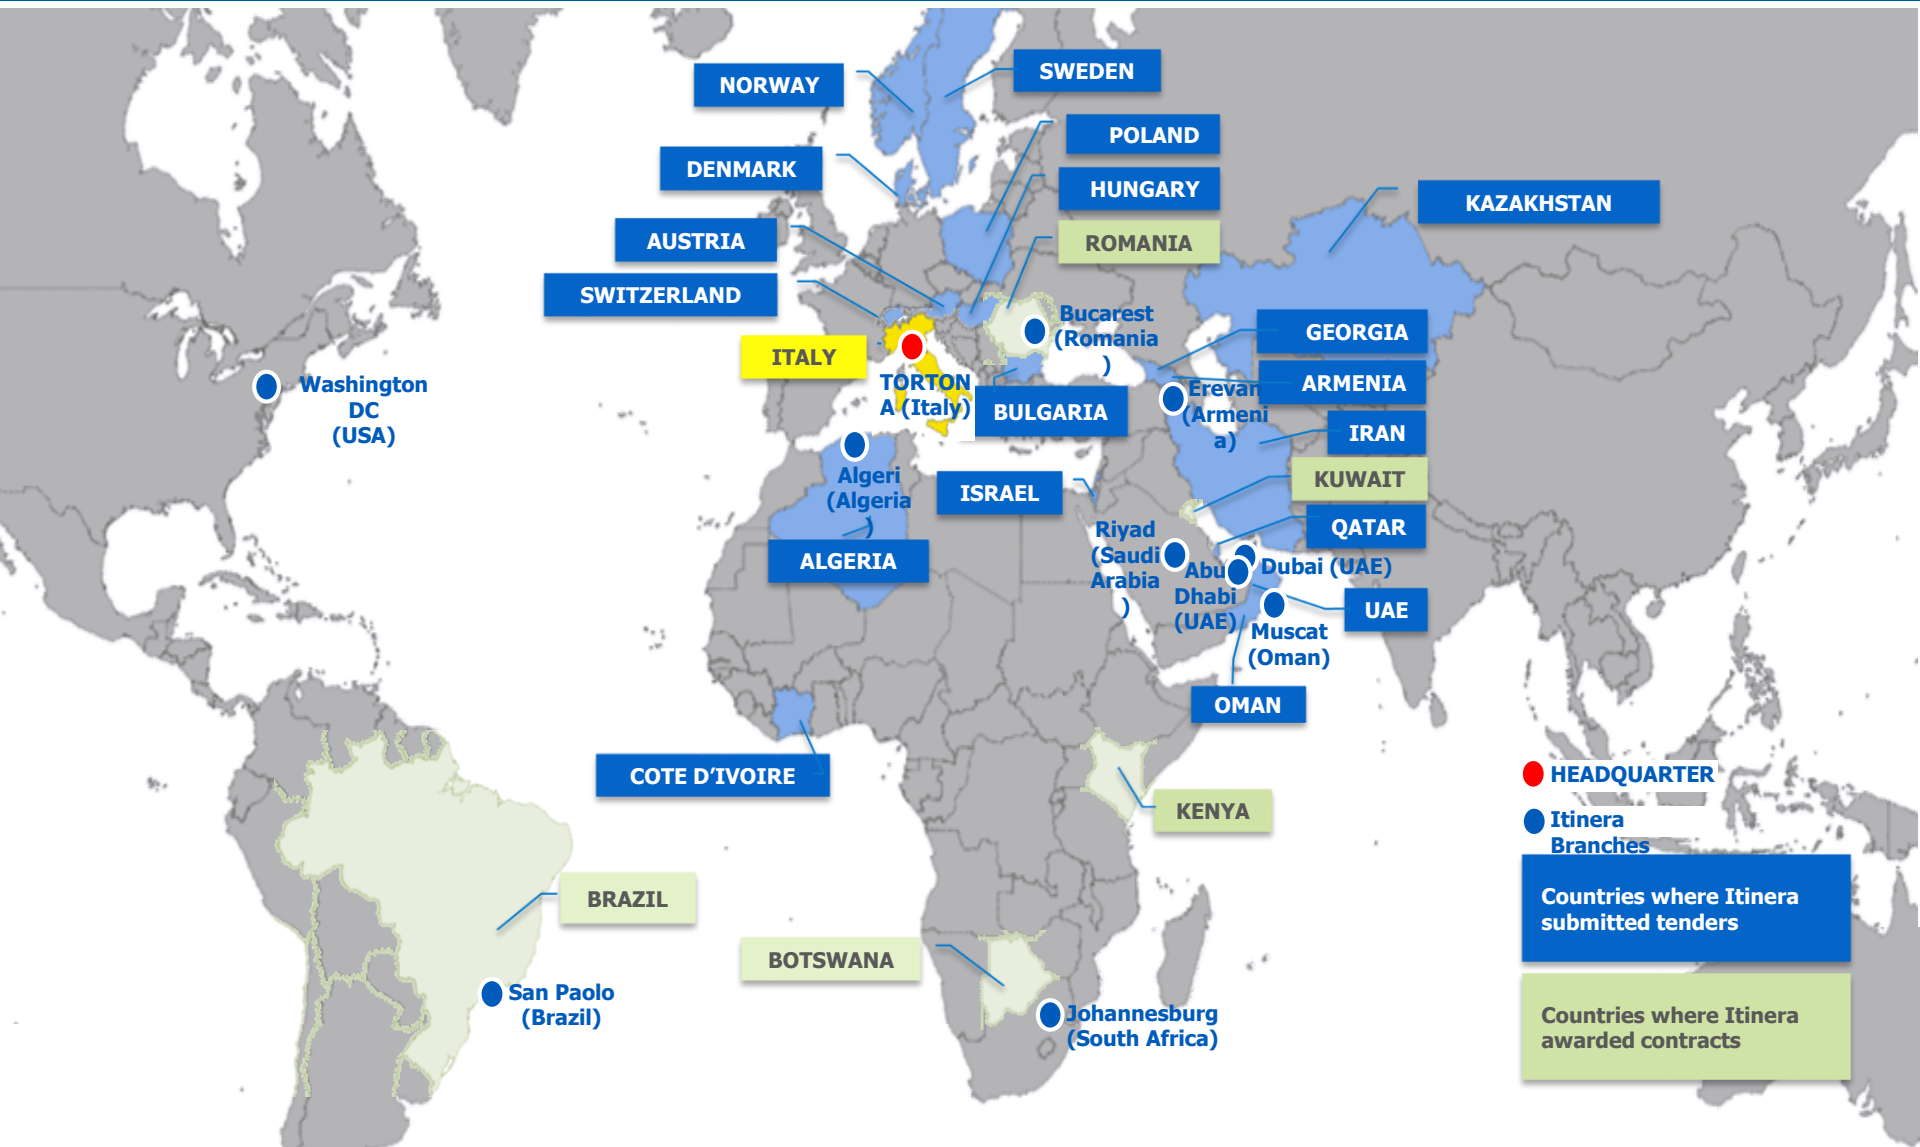 NORWAY
SWEDEN
POLAND
DENMARK
HUNGARY
KAZAKHSTAN
AUSTRIA
ROMANIA
SWITZERLAND
Bucarest
(Romania
)
GEORGIA
ITALY
Washington
DC
(USA)
TORTON
A (Italy)
BULGARIA
Erevan
(Armeni
a)
ARMENIA
IRAN
Algeri
(Algeria
)
ISRAEL
KUWAIT
QATAR
Riyad
(Saudi
Arabia
)
ALGERIA
Abu
Dhabi
(UAE)
Dubai (UAE)
UAE
Muscat
(Oman)
OMAN
COTE D’IVOIRE
KENYA
BRAZIL
BOTSWANA
San Paolo
(Brazil)
Johannesburg
(South Africa)
HEADQUARTER
Itinera
Branches
Countries where Itinera
submitted tenders
Countries where Itinera
awarded contracts